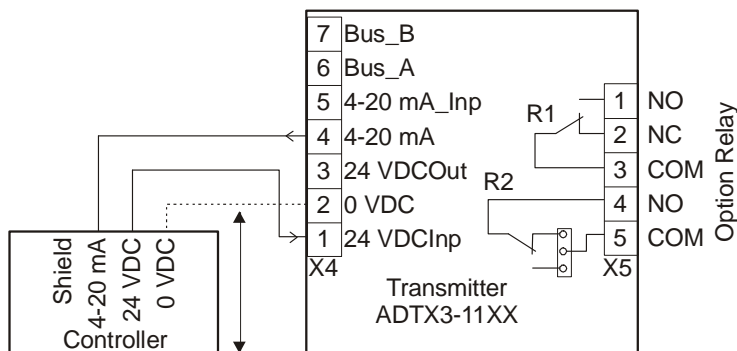 7 Bus_B
6 Bus_A
5 4-20 mA_Inp
4 4-20 mA
3 24 VDCOut
2 0 VDC
1 24 VDCInp
X4
R1
R2
1 NO
2 NC
3 COM
4 NO
5 COM
X5
Option Relay
Transmitter
ADTX3-11XX
Shield
4-20 mA
24 VDC
0 VDC
Controller